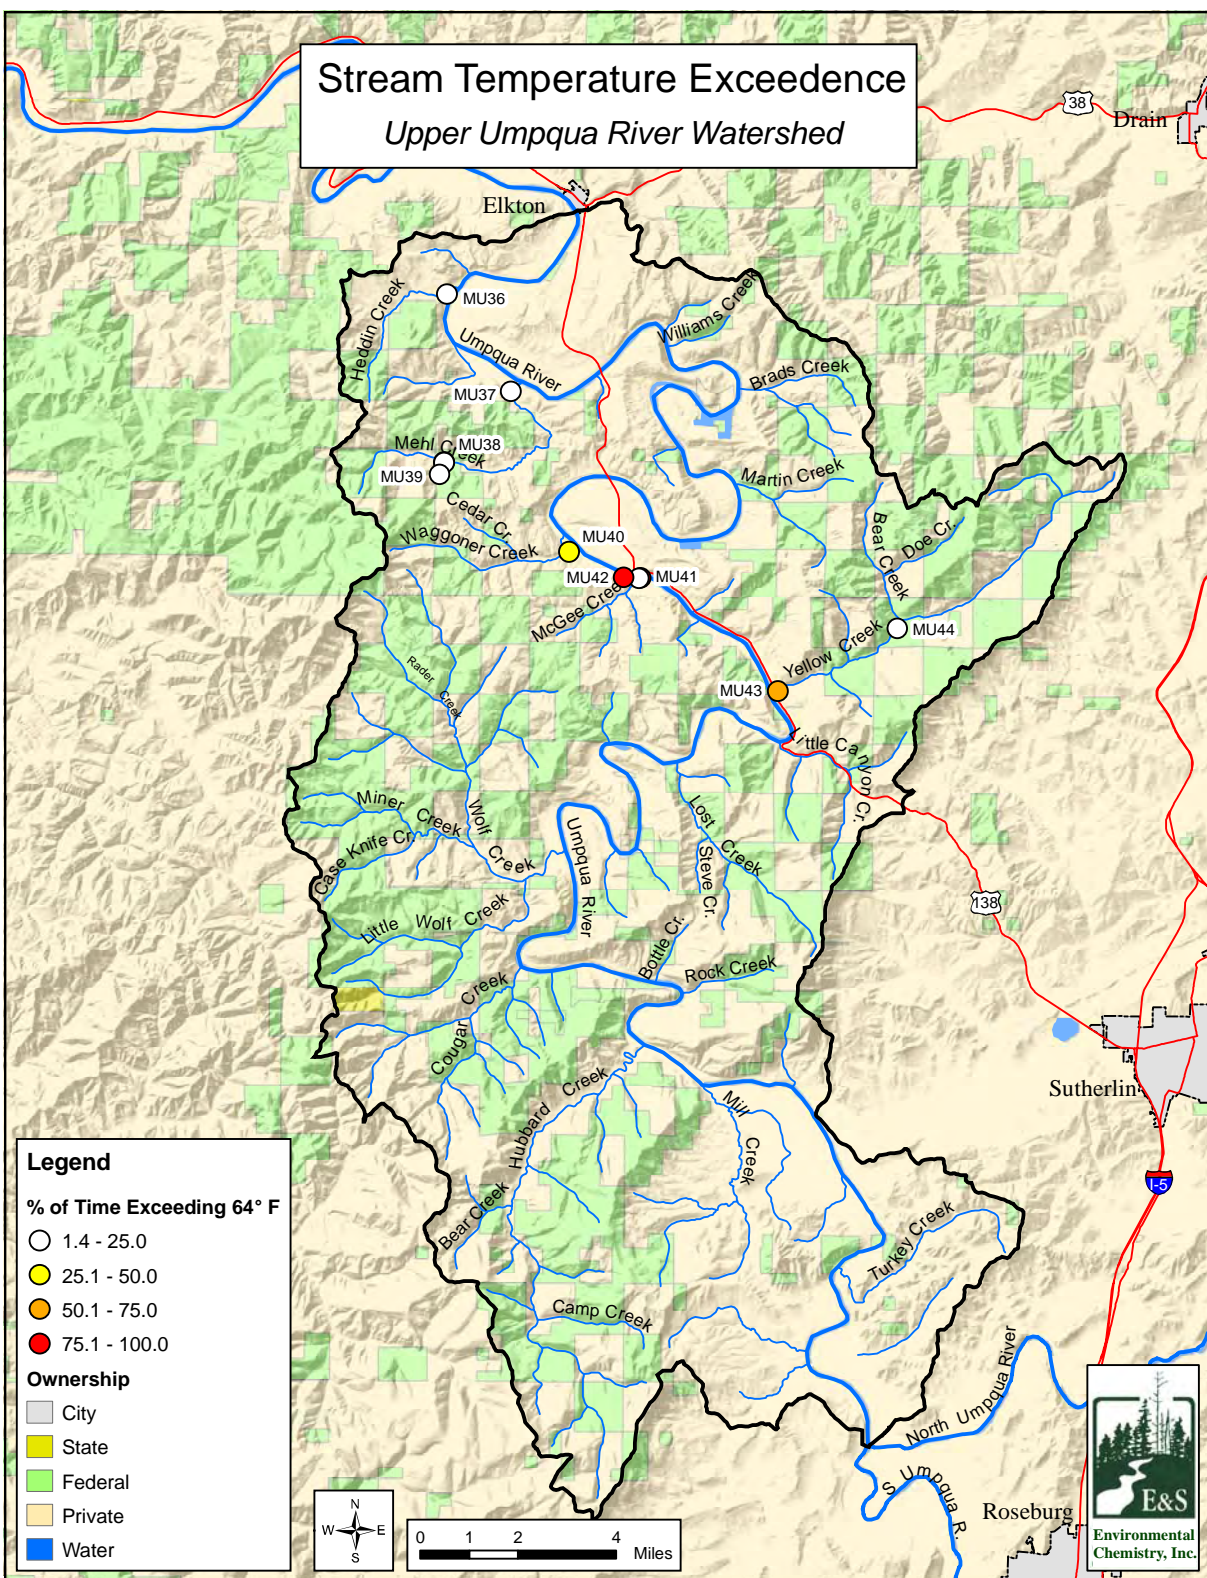 Stream Temperature Exceedence
Upper Umpqua River Watershed
38
Drain
Elkton
Heddin Creek
MU36
Umpqua River
Williams Creek
Brads Creek
MU37
Mehl Creek
MU38
MU39
Martin Creek
Cedar Cr.
Waggoner Creek
MU40
Bear Creek
Doe Cr.
MU42
MU41
McGee Creek
MU44
Yellow Creek
Rader Creek
MU43
Little Canyon Cr.
Miner Creek
Wolf Creek
Case Knife Cr.
Umpqua River
Lost Creek
Steve Cr.
138
Little Wolf Creek
Bottle Cr.
Rock Creek
Cougar Creek
Sutherlin
Hubbard Creek
Mill Creek
I-5
Bear Creek
Turkey Creek
Camp Creek
North Umpqua River
S Umpqua R.
Roseburg
Legend
% of Time Exceeding 64° F
1.4 - 25.0
25.1 - 50.0
50.1 - 75.0
75.1 - 100.0
Ownership
City
State
Federal
Private
Water
N
W E
S
0 1 2 4
Miles
E&S
Environmental
Chemistry, Inc.